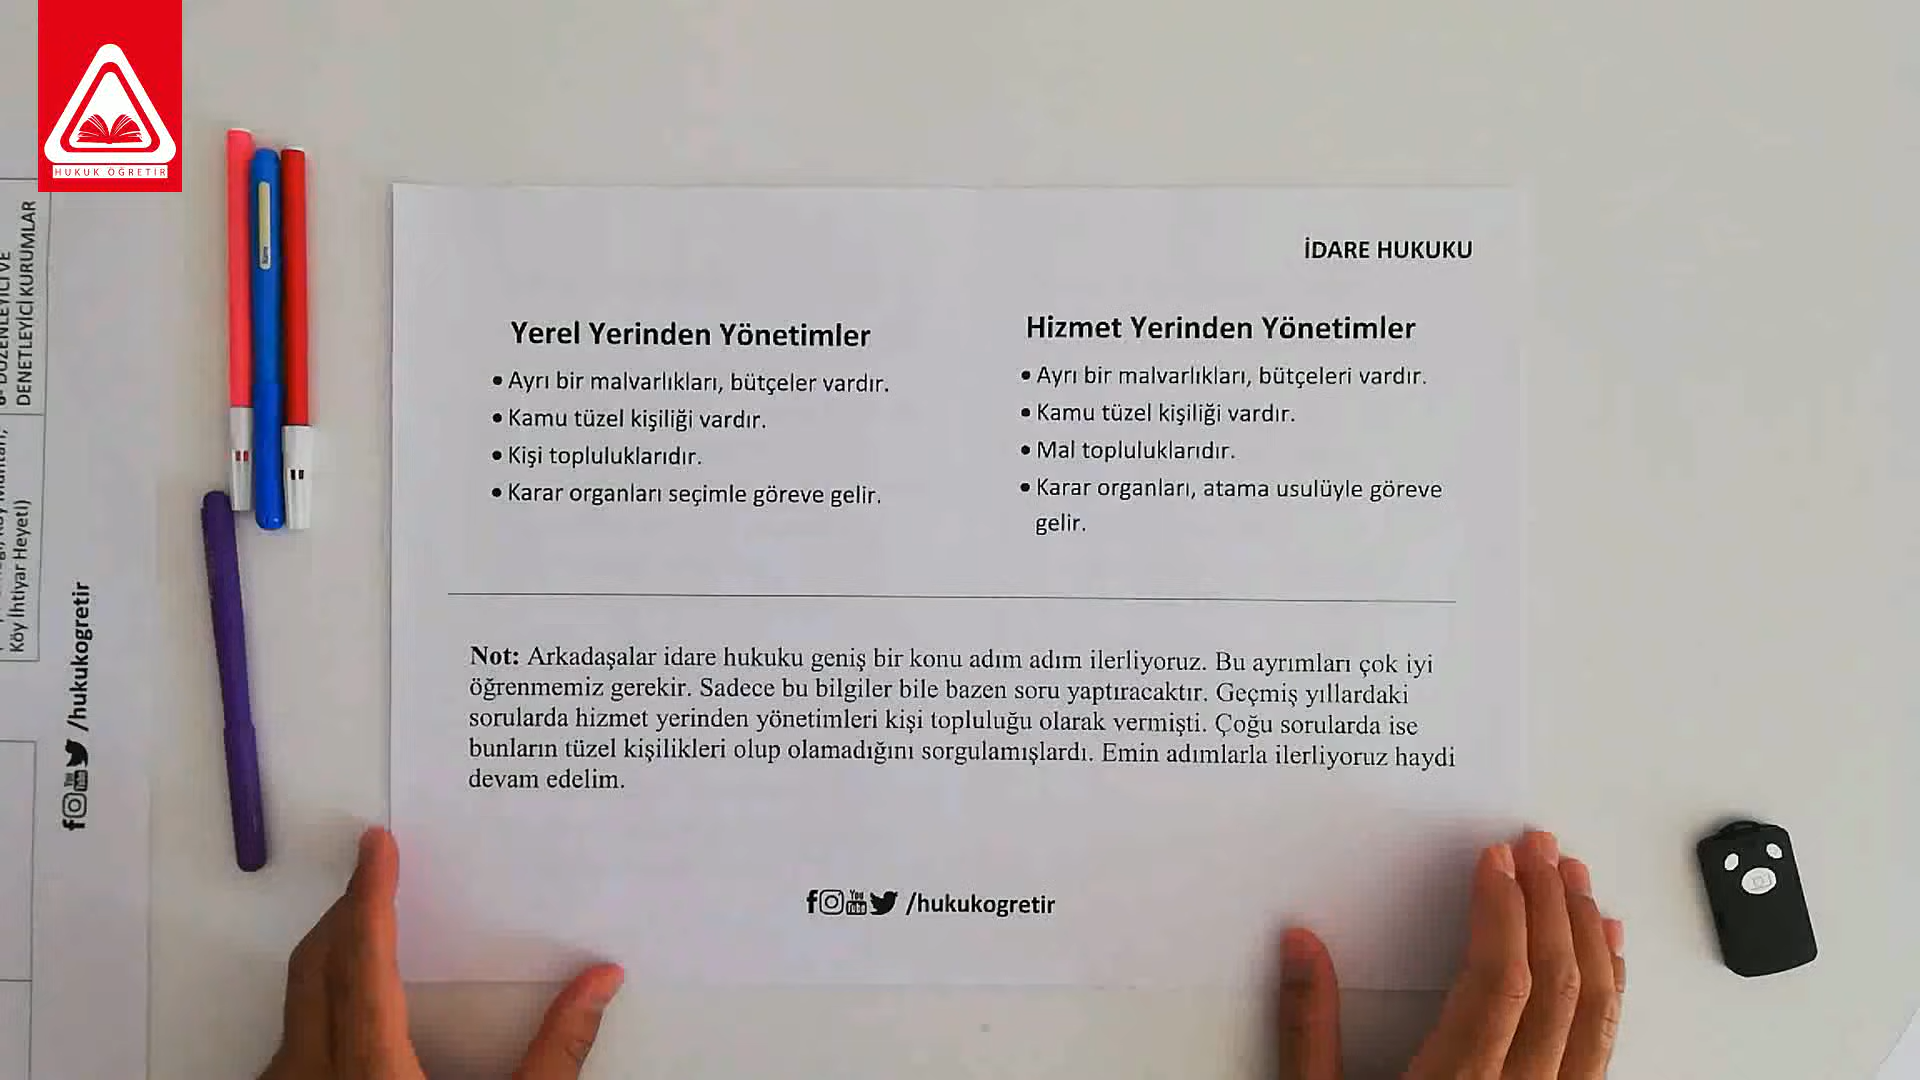 HUKUK ÖĞRETİR
DENETLEYİCİ KURUMLAR
Köy İhtiyar Heyeti)
/hukukogretir
İDARE HUKUKU
Yerel Yerinden Yönetimler
• Ayrı bir malvarlıkları, bütçeler vardır.
• Kamu tüzel kişiliği vardır.
• Kişi topluluklarıdır.
• Karar organları seçimle göreve gelir.
Hizmet Yerinden Yönetimler
• Ayrı bir malvarlıkları, bütçeleri vardır.
• Kamu tüzel kişiliği vardır.
• Mal topluluklarıdır.
• Karar organları, atama usulüyle göreve
gelir.
Not: Arkadaşalar idare hukuku geniş bir konu adım adım ilerliyoruz. Bu ayrımları çok iyi
öğrenmemiz gerekir. Sadece bu bilgiler bile bazen soru yaptıracaktır. Geçmiş yıllardaki
sorularda hizmet yerinden yönetimleri kişi topluluğu olarak vermişti. Çoğu sorularda ise
bunların tüzel kişilikleri olup olamadığını sorgulamışlardı. Emin adımlarla ilerliyoruz haydi
devam edelim.
You Tube /hukukogretir